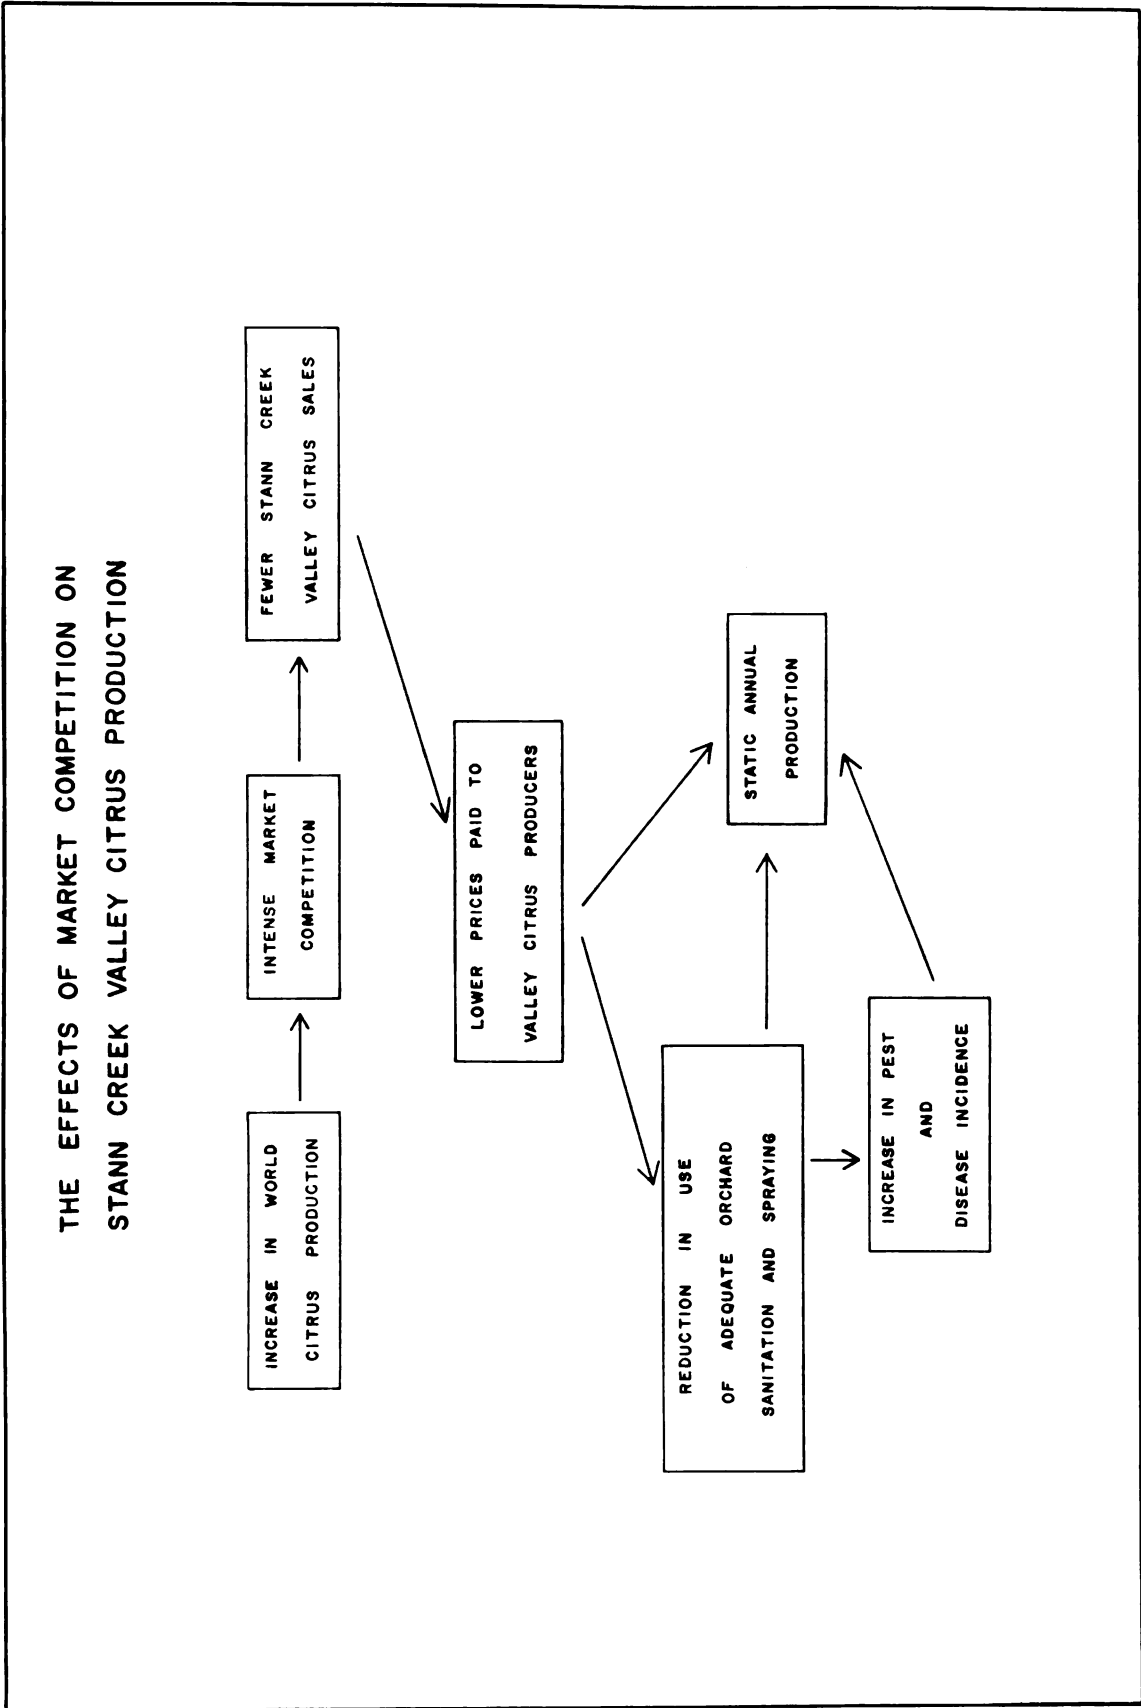 THE EFFECTS OF MARKET COMPETITION ON
STANN CREEK VALLEY CITRUS PRODUCTION
INCREASE IN WORLD
CITRUS PRODUCTION
INTENSE MARKET
COMPETITION
FEWER STANN CREEK
VALLEY CITRUS SALES
LOWER PRICES PAID TO
VALLEY CITRUS PRODUCERS
REDUCTION IN USE
OF ADEQUATE ORCHARD
SANITATION AND SPRAYING
STATIC ANNUAL
PRODUCTION
INCREASE IN PEST
AND
DISEASE INCIDENCE